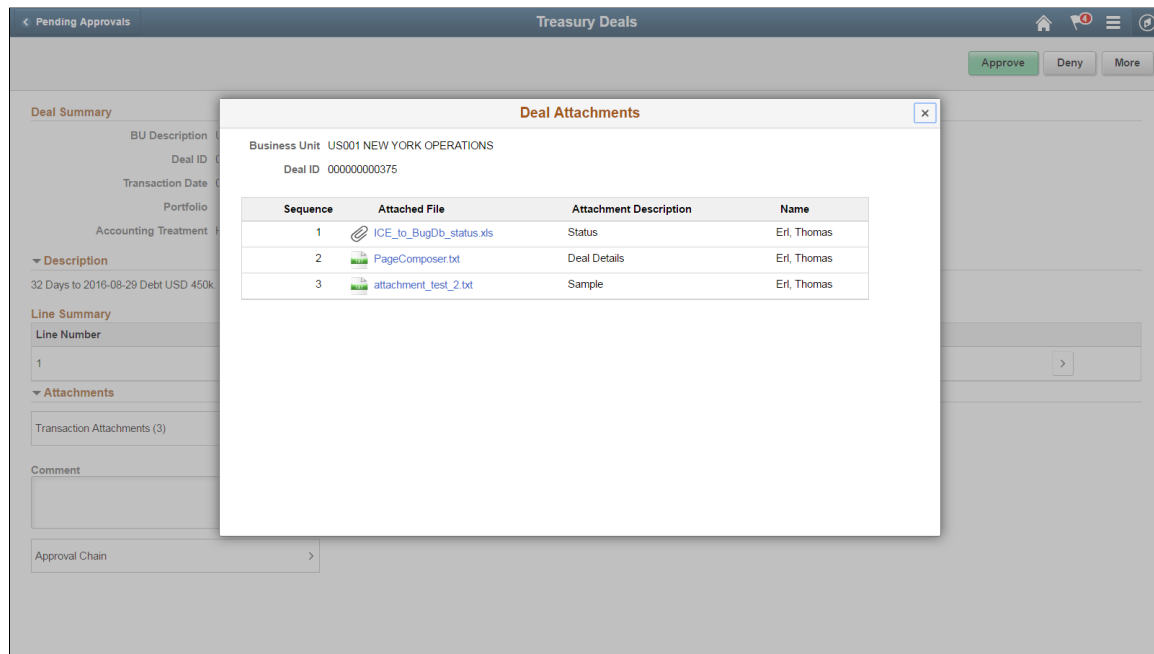 Pending Approvals
Treasury Deals
4
Approve Deny More
Deal Summary
BU Description
Deal ID
Transaction Date
Portfolio
Accounting Treatment
Description
32 Days to 2016-08-29 Debt USD 450k.
Line Summary
Line Number
1
Attachments
Transaction Attachments (3)
Comment
Approval Chain
Deal Attachments
Business Unit US001 NEW YORK OPERATIONS
Deal ID 000000000375
Sequence Attached File Attachment Description Name
1 ICE_to_BugDb_status.xls Status Erl, Thomas
2 PageComposer.txt Deal Details Erl, Thomas
3 attachment_test_2.txt Sample Erl, Thomas